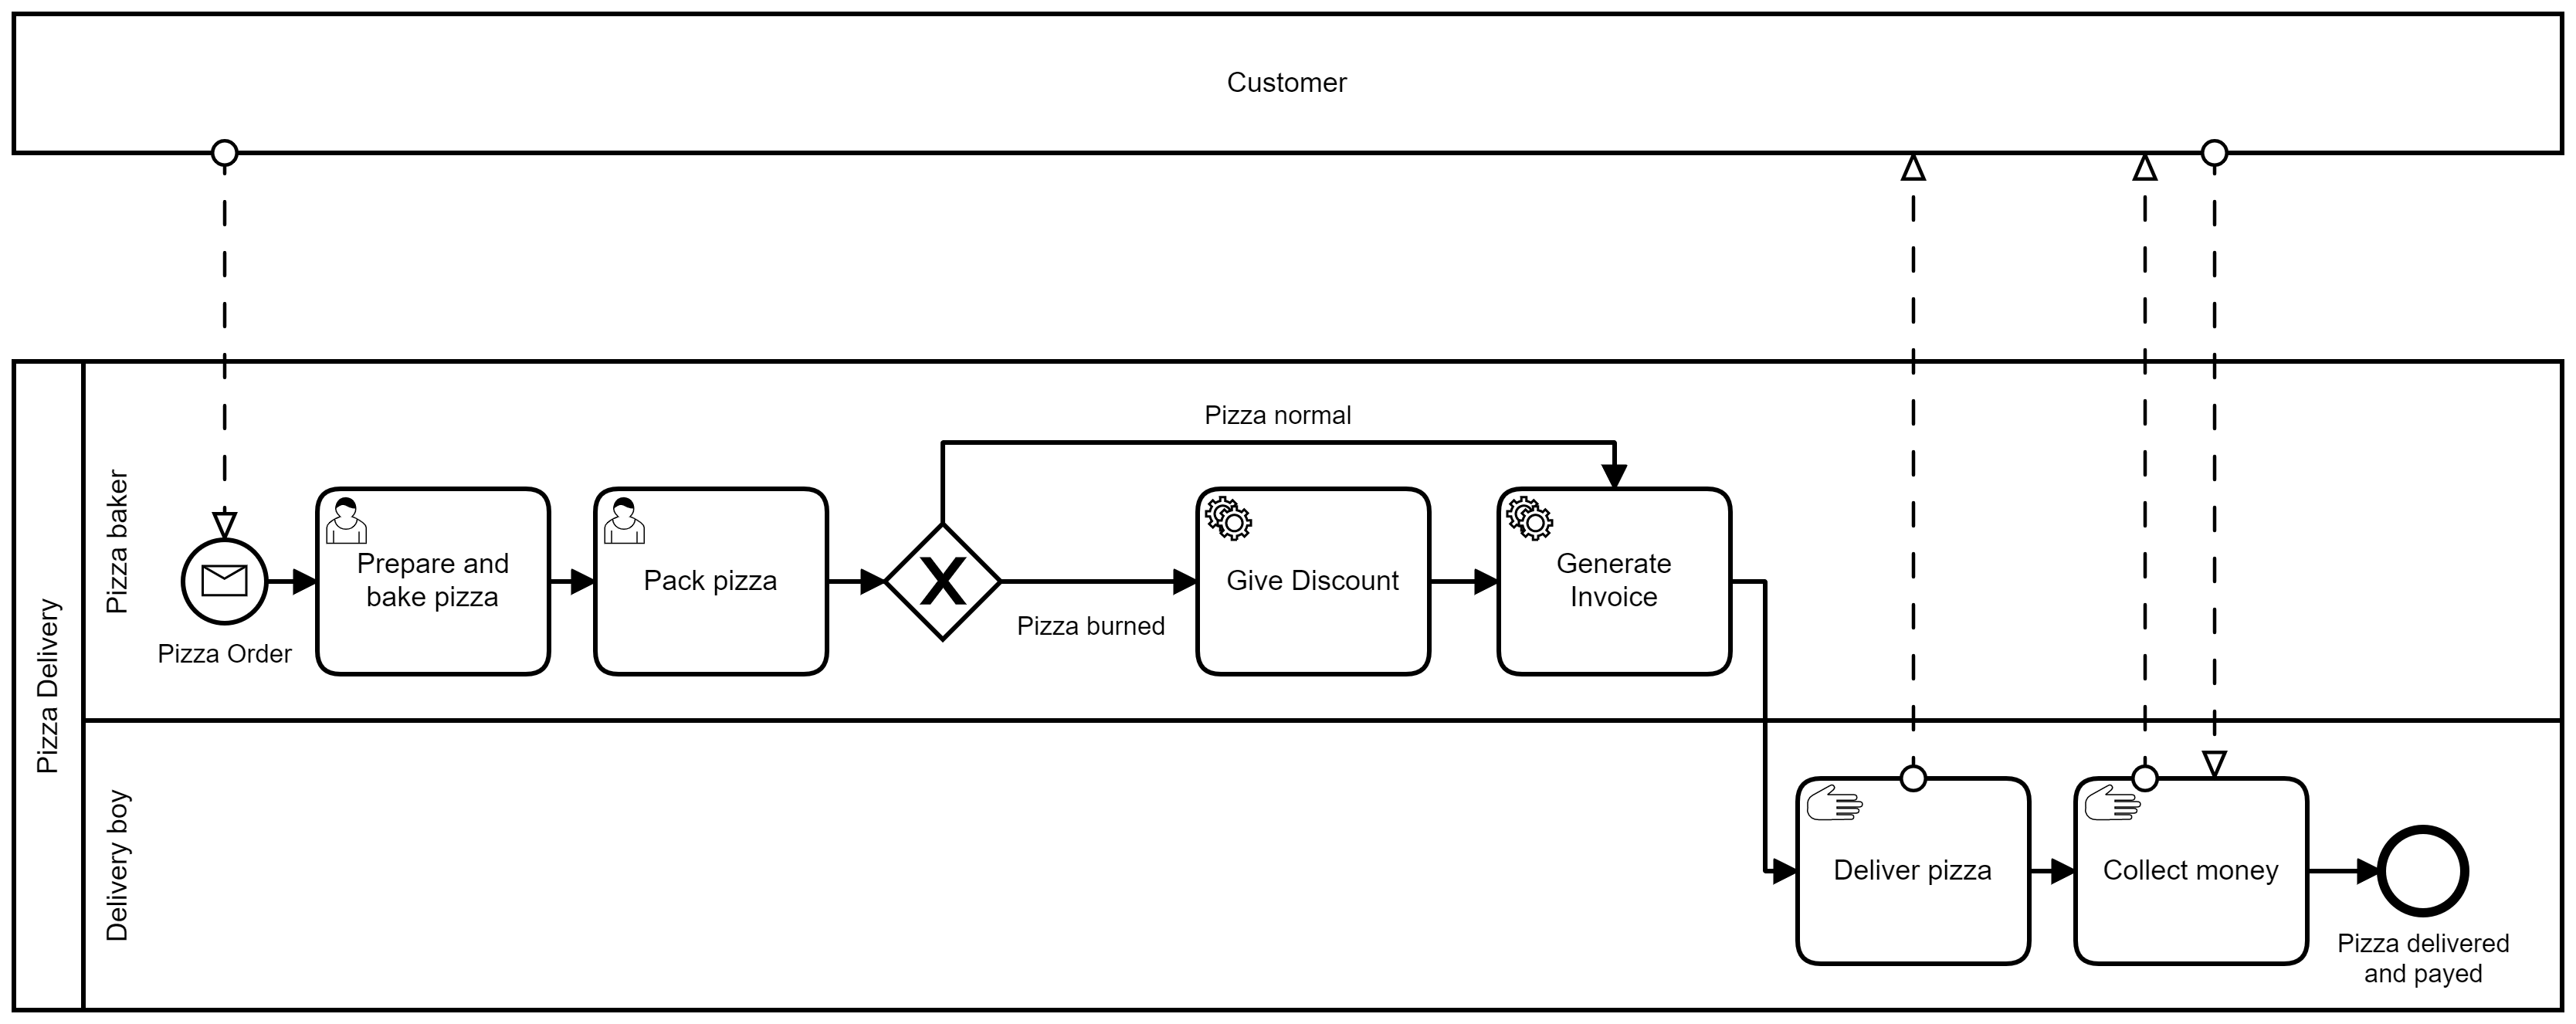 Customer
Pizza Delivery
Pizza baker
Pizza Order
Prepare and
bake pizza
Pack pizza
X
Pizza normal
Pizza burned
Give Discount
Generate
Invoice
Delivery boy
Deliver pizza
Collect money
Pizza delivered
and payed